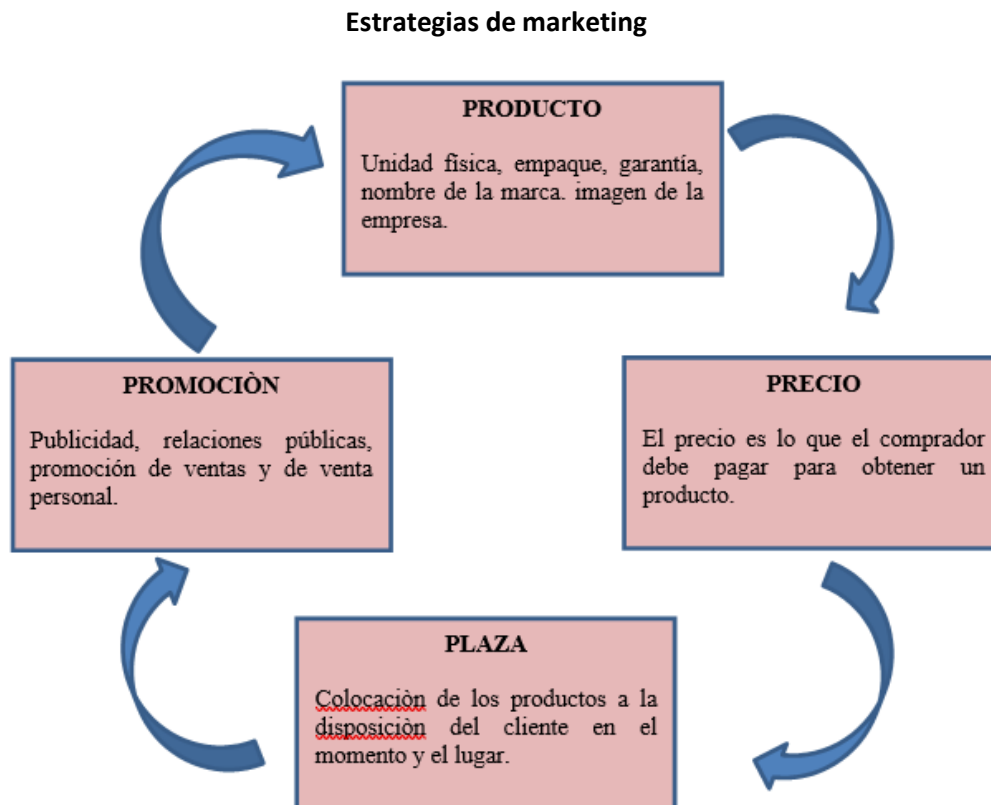 Estrategias de marketing
PRODUCTO
Unidad física, empaque, garantía,
nombre de la marca. imagen de la
empresa.
PROMOCIÒN
Publicidad, relaciones públicas,
promoción de ventas y de venta
personal.
PRECIO
El precio es lo que el comprador
debe pagar para obtener un
producto.
PLAZA
Colocaciòn de los productos a la
disposiciòn del cliente en el
momento y el lugar.